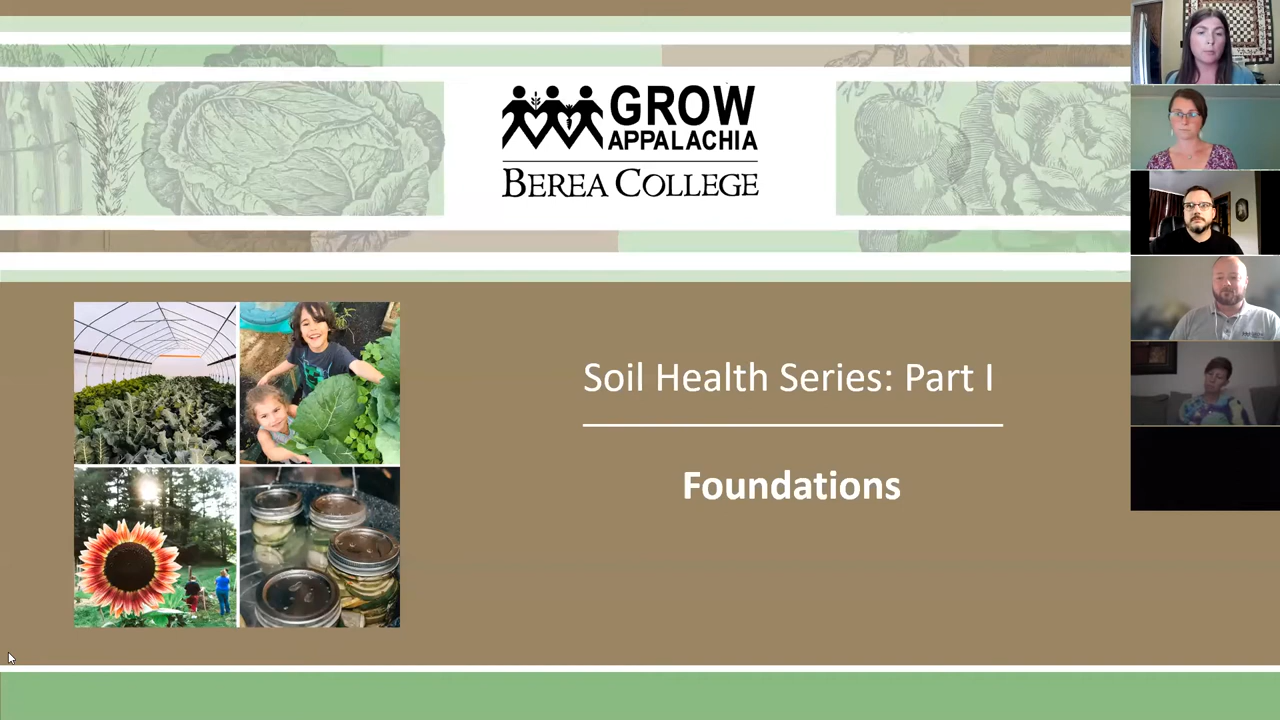 GROW
APPALACHIA
BEREA COLLEGE
Soil Health Series: Part I
Foundations